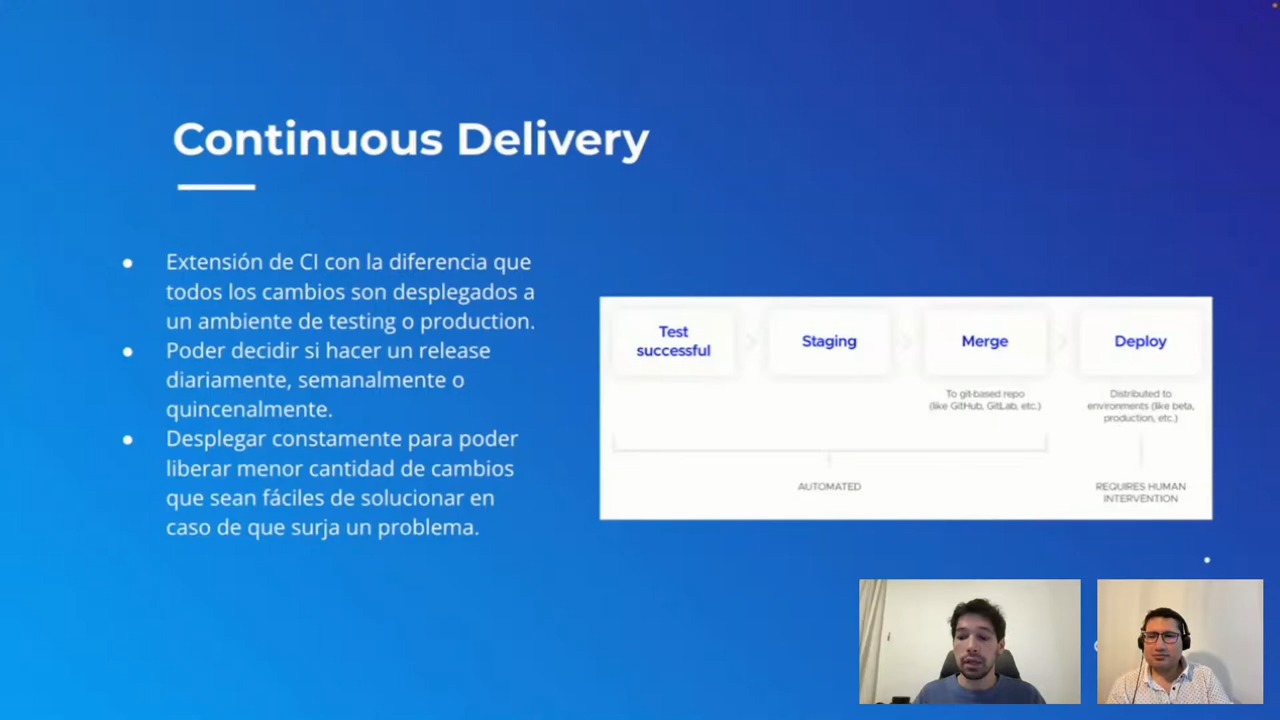 Continuous Delivery
Extensión de CI con la diferencia que
todos los cambios son desplegados a
un ambiente de testing o production.
Poder decidir si hacer un release
diariamente, semanalmente o
quincenalmente.
Desplegar constamente para poder
liberar menor cantidad de cambios
que sean fáciles de solucionar en
caso de que surja un problema.
Test
successful
Staging
Merge
Deploy
To git-based repo
(like GitHub, GitLab, etc.)
Distributed to
environments (like beta,
production, etc.)
AUTOMATED
REQUIRES HUMAN
INTERVENTION